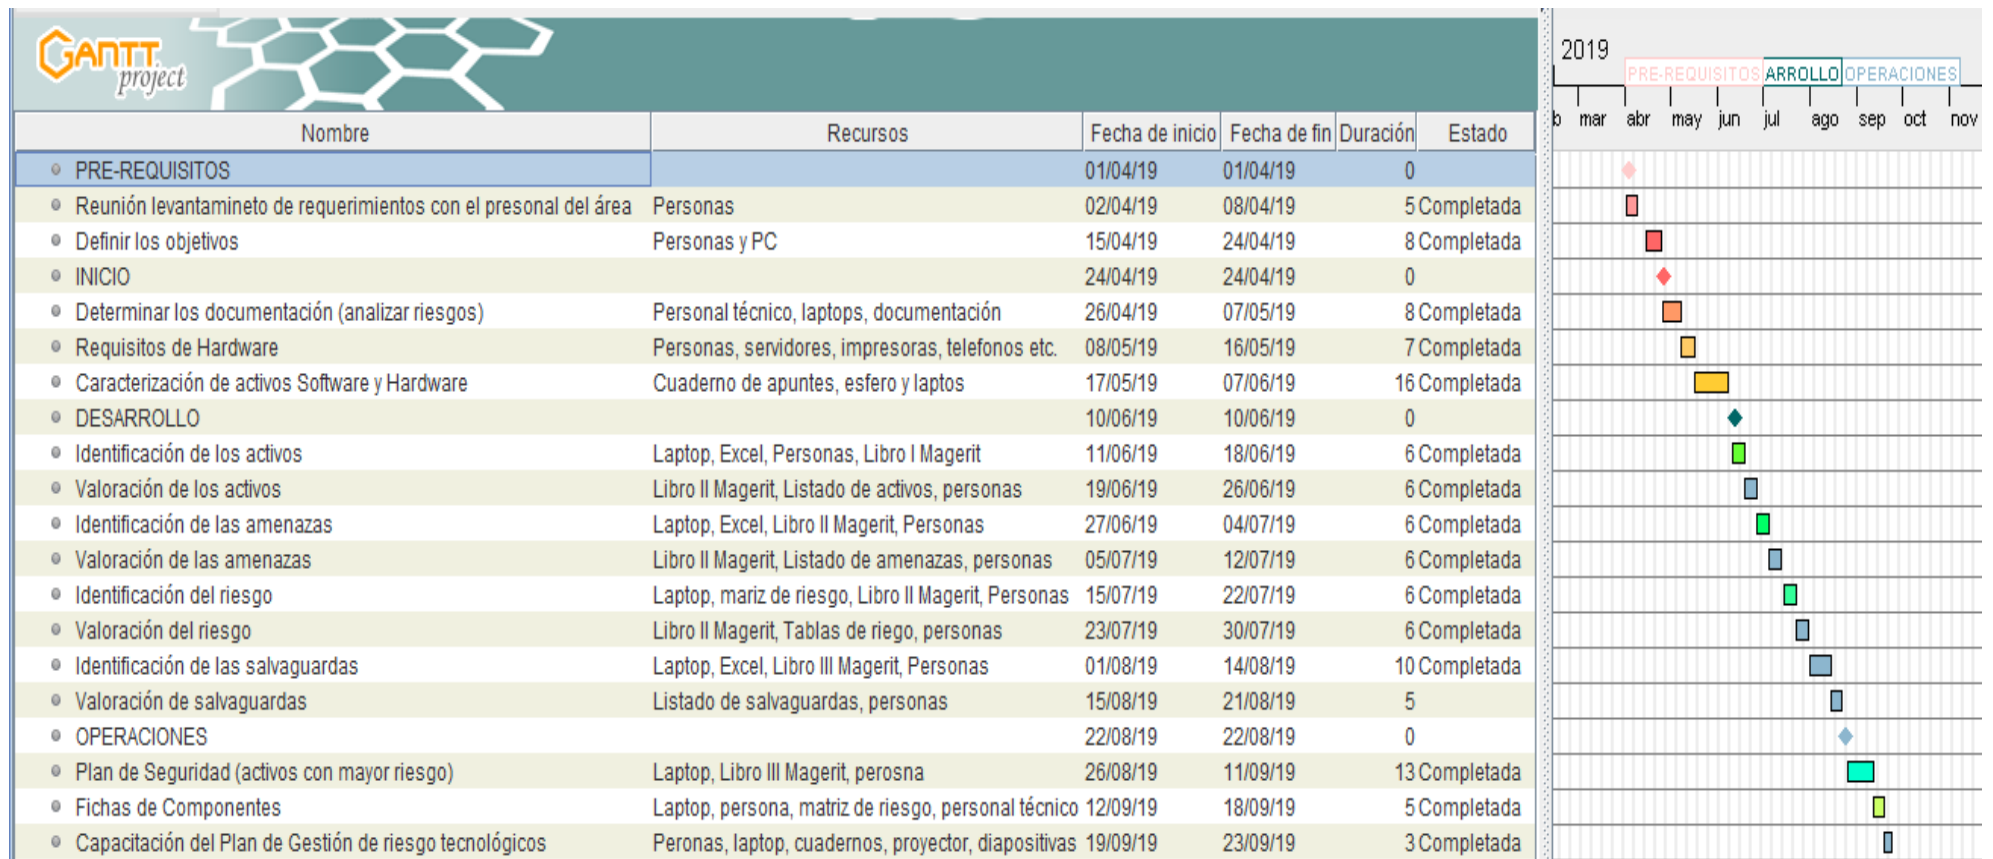 GANTT
project
2019
PRE-REQUISITOS ARROLLO OPERACIONES
b mar abr may jun jul ago sep oct nov
Nombre Recursos Fecha de inicio Fecha de fin Duración Estado
PRE-REQUISITOS 01/04/19 01/04/19 0
Reunión levantamineto de requerimientos con el presonal del área Personas 02/04/19 08/04/19 5 Completada
Definir los objetivos Personas y PC 15/04/19 24/04/19 8 Completada
INICIO 24/04/19 24/04/19 0
Determinar los documentación (analizar riesgos) Personal técnico, laptops, documentación 26/04/19 07/05/19 8 Completada
Requisitos de Hardware Personas, servidores, impresoras, telefonos etc. 08/05/19 16/05/19 7 Completada
Caracterización de activos Software y Hardware Cuaderno de apuntes, esfero y laptos 17/05/19 07/06/19 16 Completada
DESARROLLO 10/06/19 10/06/19 0
Identificación de los activos Laptop, Excel, Personas, Libro I Magerit 11/06/19 18/06/19 6 Completada
Valoración de los activos Libro II Magerit, Listado de activos, personas 19/06/19 26/06/19 6 Completada
Identificación de las amenazas Laptop, Excel, Libro II Magerit, Personas 27/06/19 04/07/19 6 Completada
Valoración de las amenazas Libro II Magerit, Listado de amenazas, personas 05/07/19 12/07/19 6 Completada
Identificación del riesgo Laptop, mariz de riesgo, Libro II Magerit, Personas 15/07/19 22/07/19 6 Completada
Valoración del riesgo Libro II Magerit, Tablas de riego, personas 23/07/19 30/07/19 6 Completada
Identificación de las salvaguardas Laptop, Excel, Libro III Magerit, Personas 01/08/19 14/08/19 10 Completada
Valoración de salvaguardas Listado de salvaguardas, personas 15/08/19 21/08/19 5
OPERACIONES 22/08/19 22/08/19 0
Plan de Seguridad (activos con mayor riesgo) Laptop, Libro III Magerit, perosna 26/08/19 11/09/19 13 Completada
Fichas de Componentes Laptop, persona, matriz de riesgo, personal técnico 12/09/19 18/09/19 5 Completada
Capacitación del Plan de Gestión de riesgo tecnológicos Peronas, laptop, cuadernos, proyector, diapositivas 19/09/19 23/09/19 3 Completada